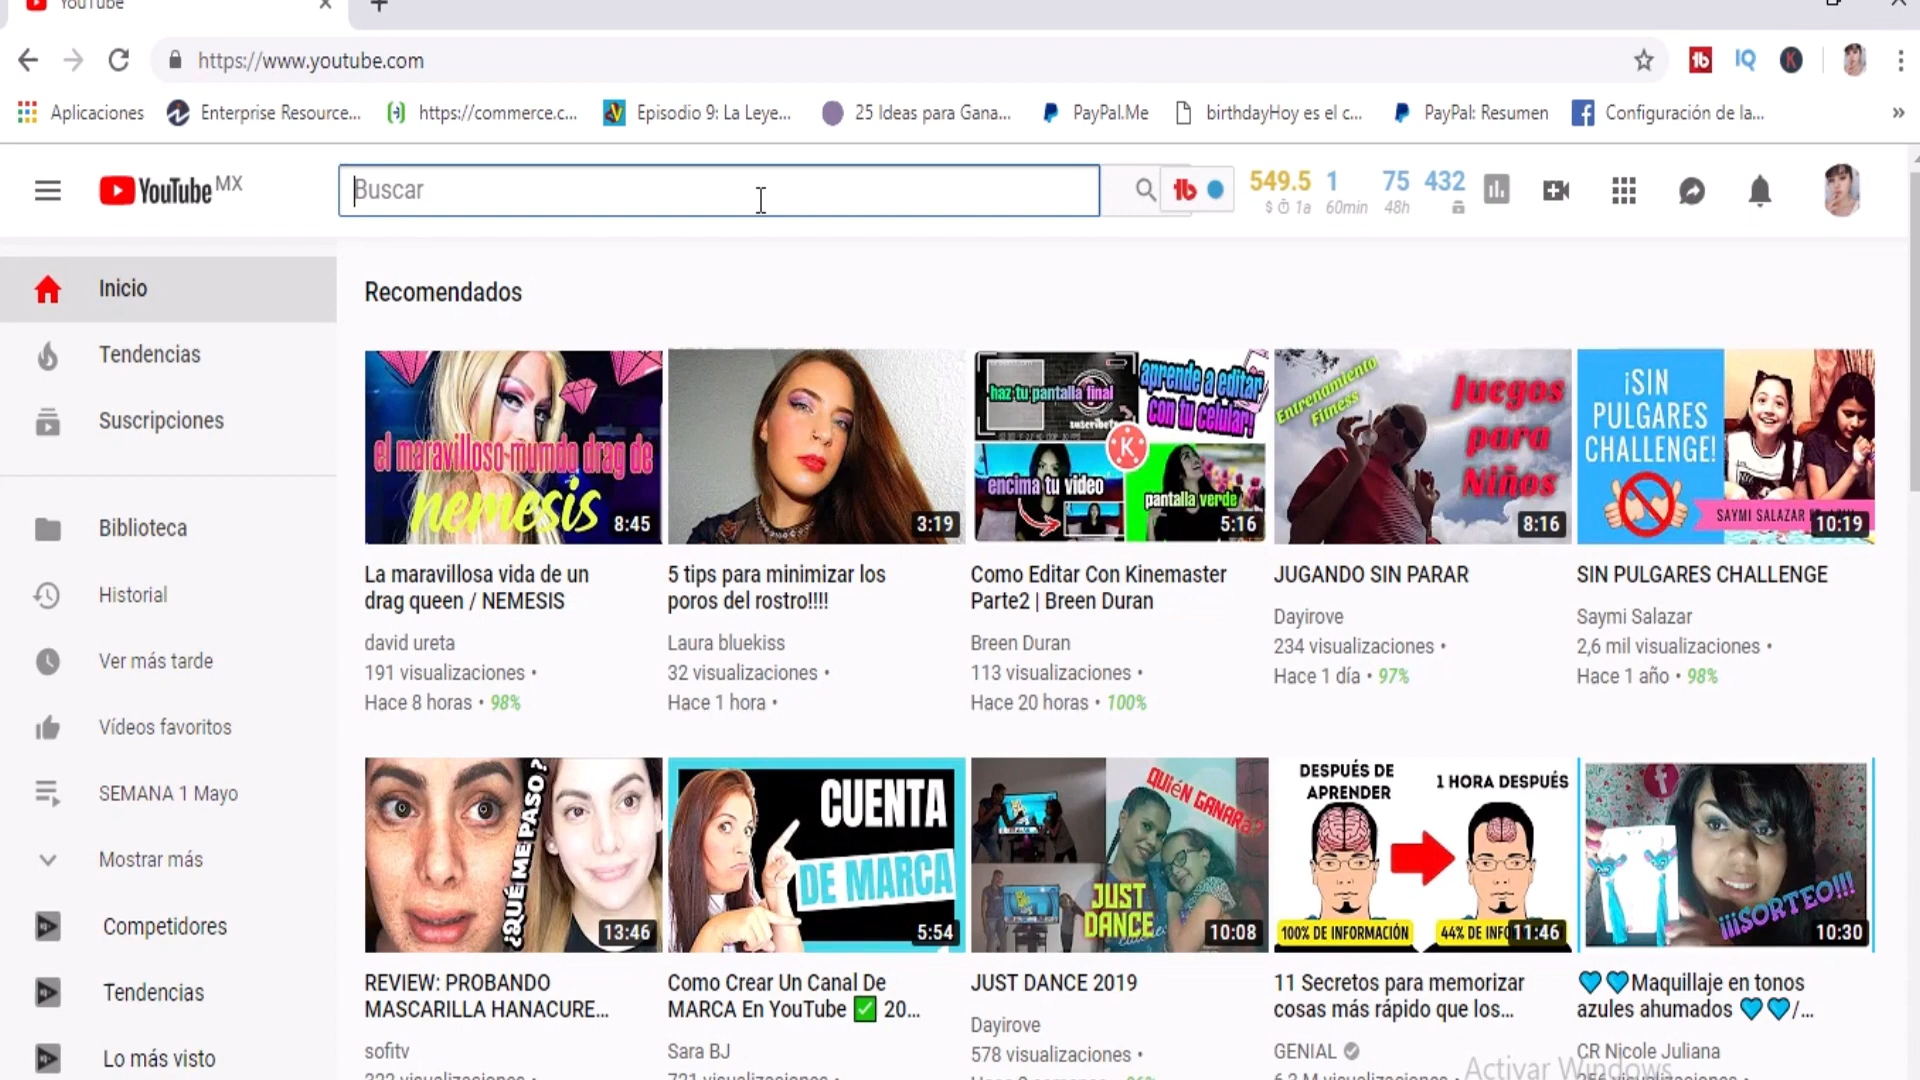 YouTube
https://www.youtube.com
Aplicaciones
Enterprise Resource...
https://commerce.c...
Episodio 9: La Leye...
25 Ideas para Gana...
PayPal.Me
birthdayHoy es el c...
PayPal: Resumen
Configuración de la...
YouTube MX
Buscar
549.5 1 75 432
$ 1a 60min 48h
Inicio
Tendencias
Suscripciones
Biblioteca
Historial
Ver más tarde
Vídeos favoritos
SEMANA 1 Mayo
Mostrar más
Competidores
Tendencias
Lo más visto
Recomendados
el maravilloso mundo drag de
nemesis
8:45
La maravillosa vida de un
drag queen / NEMESIS
david ureta
191 visualizaciones •
Hace 8 horas • 98%
3:19
5 tips para minimizar los
poros del rostro!!!!
Laura bluekiss
32 visualizaciones •
Hace 1 hora •
haz tu pantalla final
aprende a editar
con tu celular!
suscribete
K
encima tu video
pantalla verde
5:16
Como Editar Con Kinemaster
Parte2 | Breen Duran
Breen Duran
113 visualizaciones •
Hace 20 horas • 100%
Entrenamiento
Fitness
Juegos
para
Niños
8:16
JUGANDO SIN PARAR
Dayirove
234 visualizaciones •
Hace 1 día • 97%
¡SIN
PULGARES
CHALLENGE!
SAYMI SALAZAR
10:19
SIN PULGARES CHALLENGE
Saymi Salazar
2,6 mil visualizaciones •
Hace 1 año • 98%
¿QUÉ ME PASO?
13:46
REVIEW: PROBANDO
MASCARILLA HANACURE...
sofitv
CUENTA
DE MARCA
5:54
Como Crear Un Canal De
MARCA En YouTube ✅ 20...
Sara BJ
QUIÉN GANARA?
JUST
DANCE
10:08
JUST DANCE 2019
Dayirove
578 visualizaciones •
DESPUÉS DE
APRENDER
1 HORA DESPUÉS
100% DE INFORMACIÓN
44% DE INFO
11:46
11 Secretos para memorizar
cosas más rápido que los...
GENIAL
¡¡¡SORTEO!!!
10:30
💙💙Maquillaje en tonos
azules ahumados 💙💙/...
CR Nicole Juliana
Activar Windows